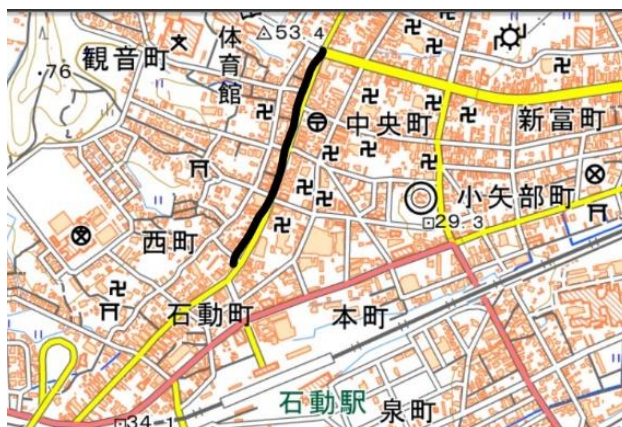 53.4
体育館
観音町
76
中央町
新富町
小矢部町
29.3
西町
石動町
本町
石動駅
泉町
34.1